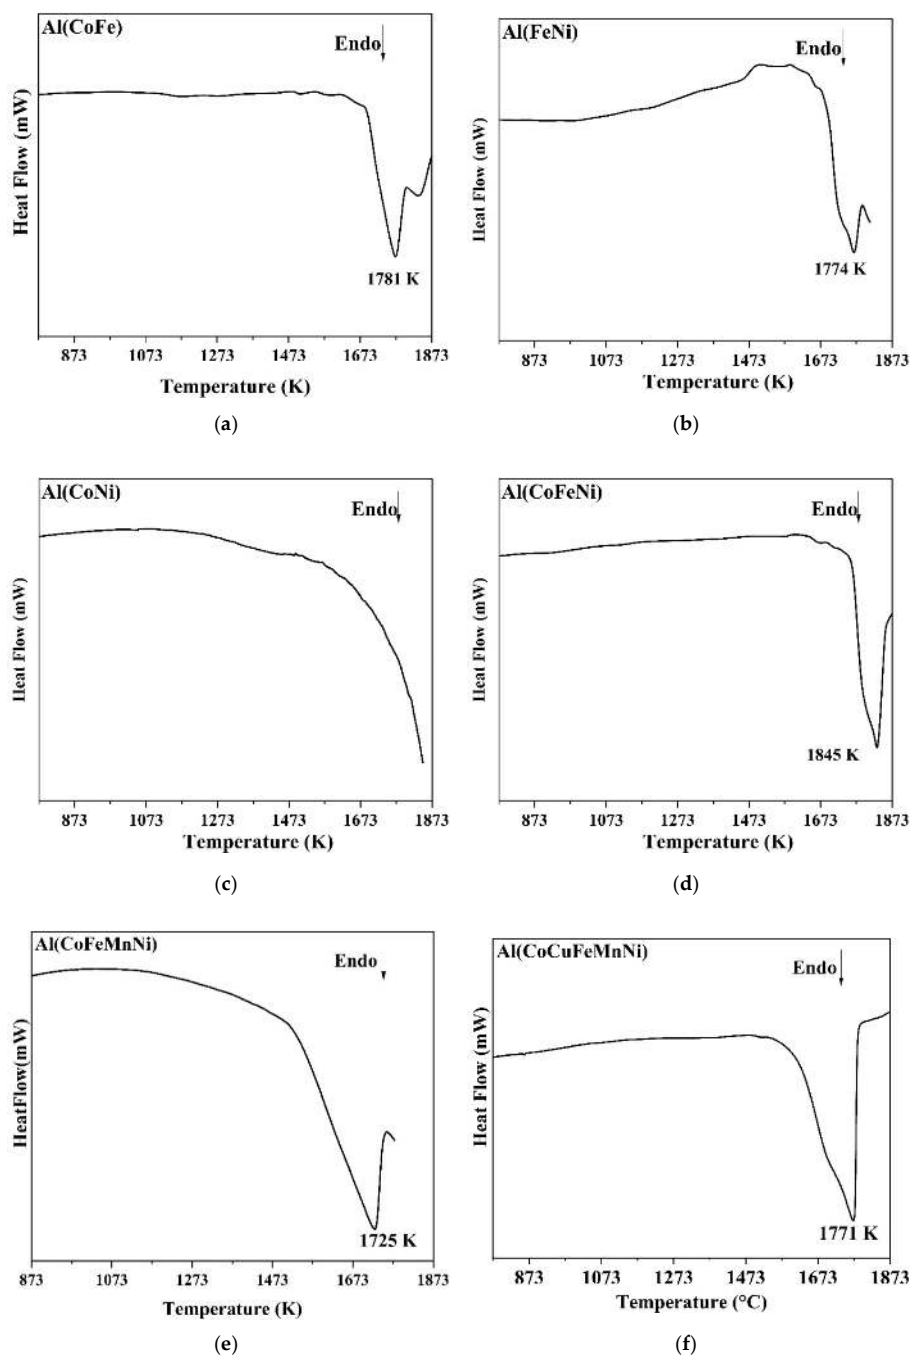 Al(CoFe)
Endo
Heat Flow (mW)
1781 K
873 1073 1273 1473 1673 1873
Temperature (K)
(a)
Al(FeNi)
Endo
Heat Flow (mW)
1774 K
873 1073 1273 1473 1673 1873
Temperature (K)
(b)
Al(CoNi)
Endo
Heat Flow (mW)
873 1073 1273 1473 1673 1873
Temperature (K)
(c)
Al(CoFeNi)
Endo
Heat Flow (mW)
1845 K
873 1073 1273 1473 1673 1873
Temperature (K)
(d)
Al(CoFeMnNi)
Endo
HeatFlow(mW)
1725 K
873 1073 1273 1473 1673 1873
Temperature (K)
(e)
Al(CoCuFeMnNi)
Endo
Heat Flow (mW)
1771 K
873 1073 1273 1473 1673 1873
Temperature (°C)
(f)